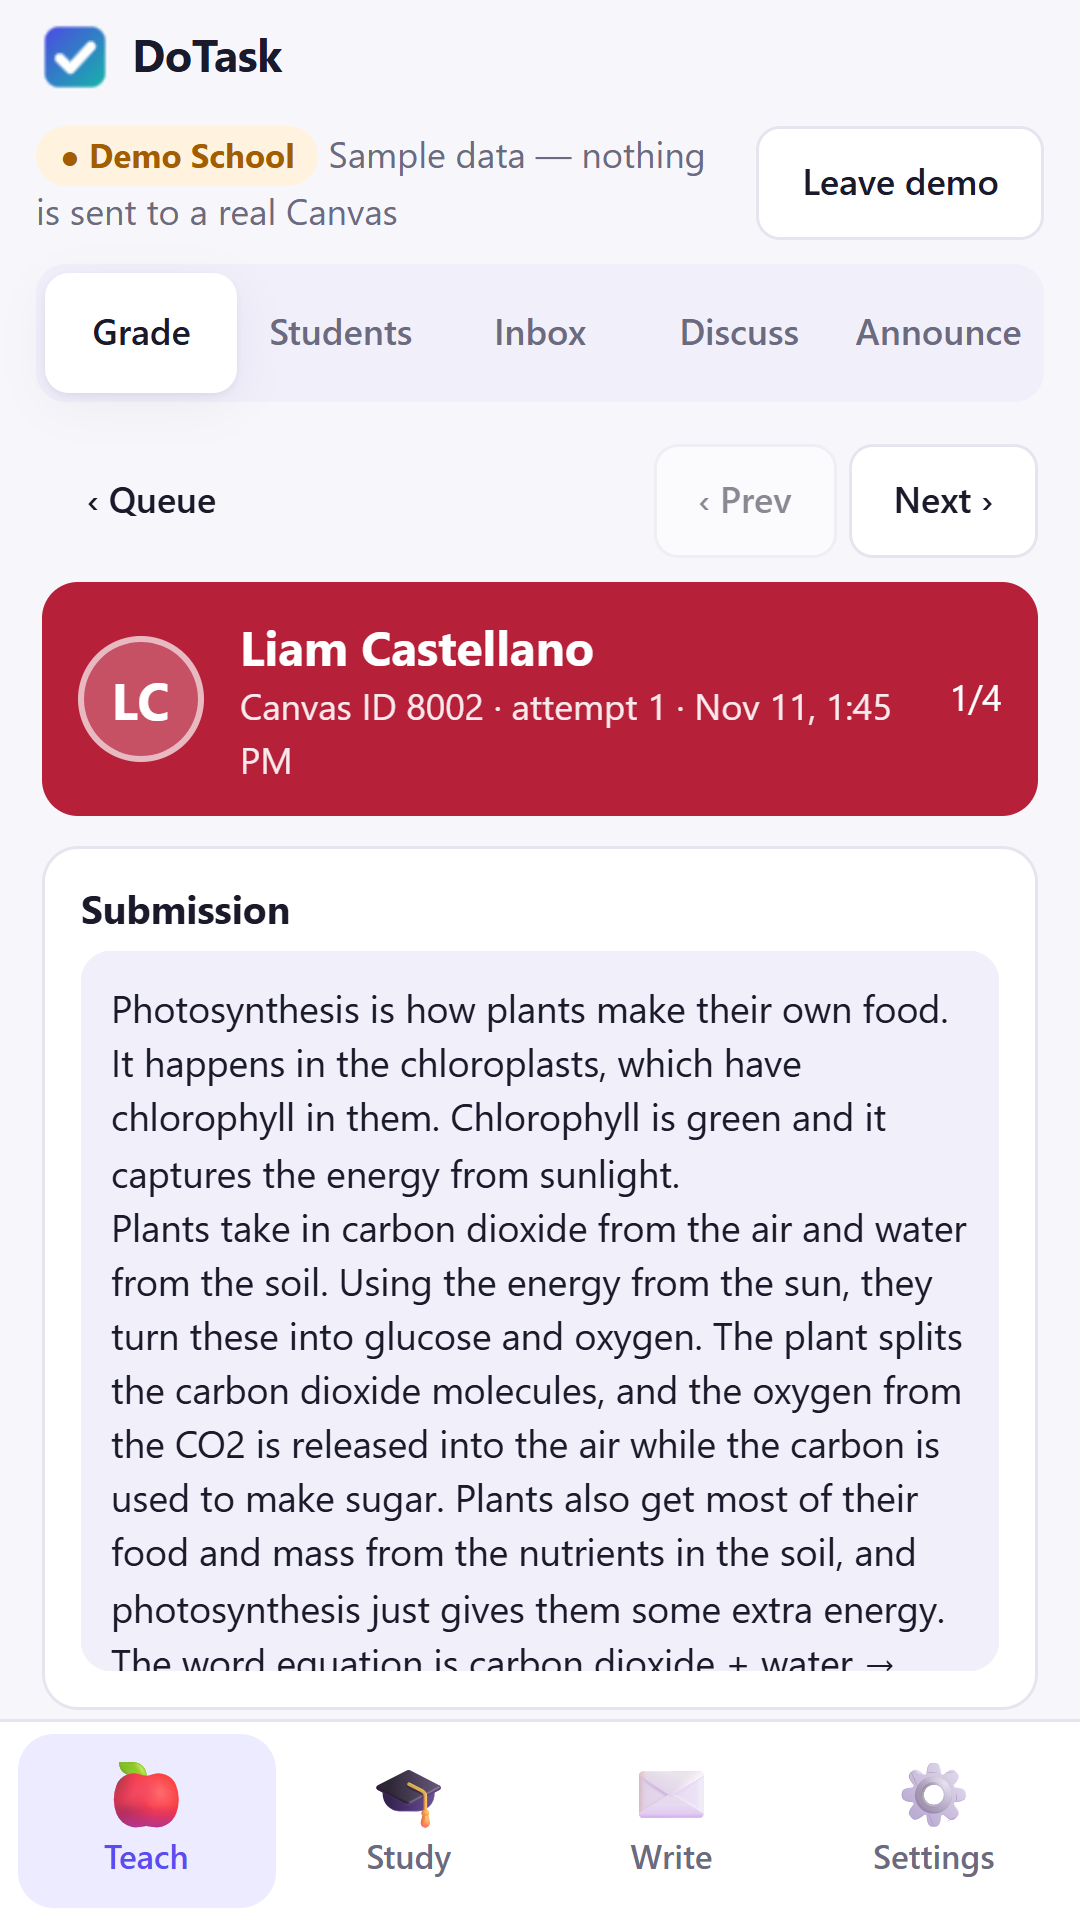 DoTask
● Demo School Sample data — nothing
is sent to a real Canvas
Leave demo
Grade Students Inbox Discuss Announce
‹ Queue ‹ Prev Next ›
LC
Liam Castellano
Canvas ID 8002 · attempt 1 · Nov 11, 1:45
PM
1/4
Submission
Photosynthesis is how plants make their own food.
It happens in the chloroplasts, which have
chlorophyll in them. Chlorophyll is green and it
captures the energy from sunlight.
Plants take in carbon dioxide from the air and water
from the soil. Using the energy from the sun, they
turn these into glucose and oxygen. The plant splits
the carbon dioxide molecules, and the oxygen from
the CO2 is released into the air while the carbon is
used to make sugar. Plants also get most of their
food and mass from the nutrients in the soil, and
photosynthesis just gives them some extra energy.
The word equation is carbon dioxide + water →
Teach Study Write Settings